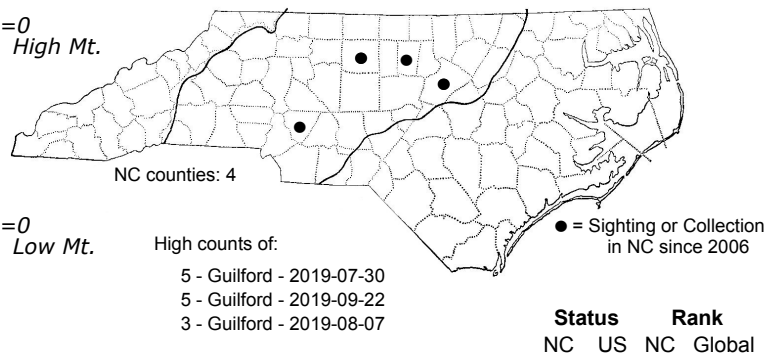 =0
High Mt.
NC counties: 4
=0
Low Mt.
High counts of:
5 - Guilford - 2019-07-30
5 - Guilford - 2019-09-22
3 - Guilford - 2019-08-07
● = Sighting or Collection
in NC since 2006
Status Rank
NC US NC Global